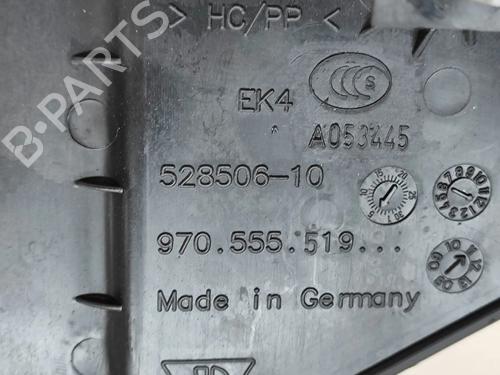 > HC/PP <
EK4
S
A053445
528506-10
970.555.519...
Made in Germany
B-PARTS